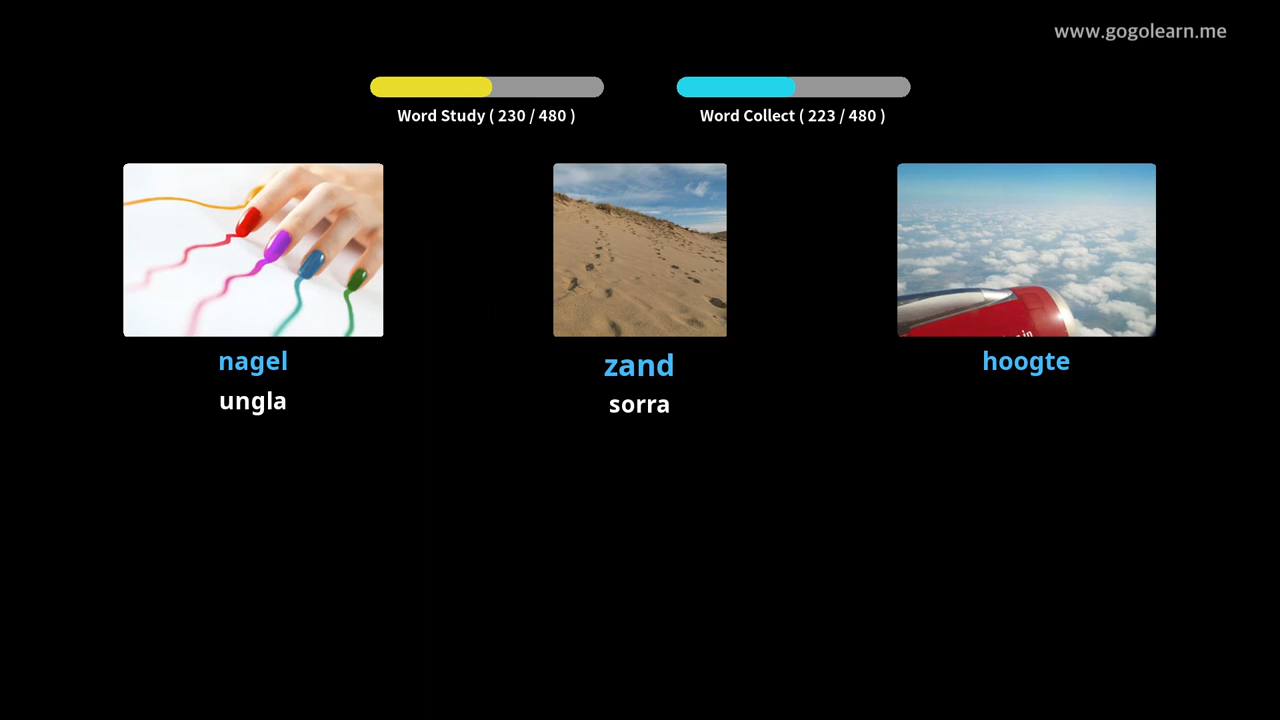 www.gogolearn.me
Word Study ( 230 / 480 )
Word Collect ( 223 / 480 )
nagel
zand
hoogte
ungla
sorra